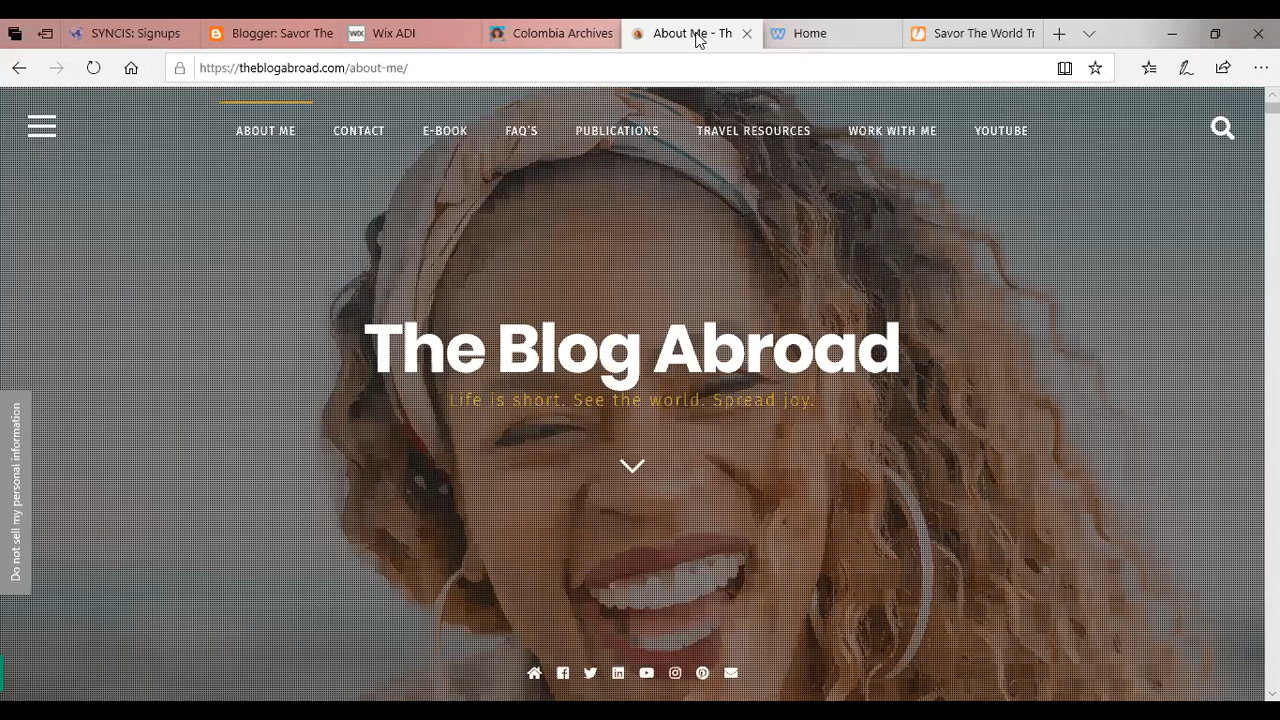 SYNCIS: Signups
Blogger: Savor The
WIX
Wix ADI
Colombia Archives
About Me - Th
Home
Savor The World Tr
https://theblogabroad.com/about-me/
ABOUT ME
CONTACT
E-BOOK
FAQ'S
PUBLICATIONS
TRAVEL RESOURCES
WORK WITH ME
YOUTUBE
The Blog Abroad
Life is short. See the world. Spread joy.
Do not sell my personal information